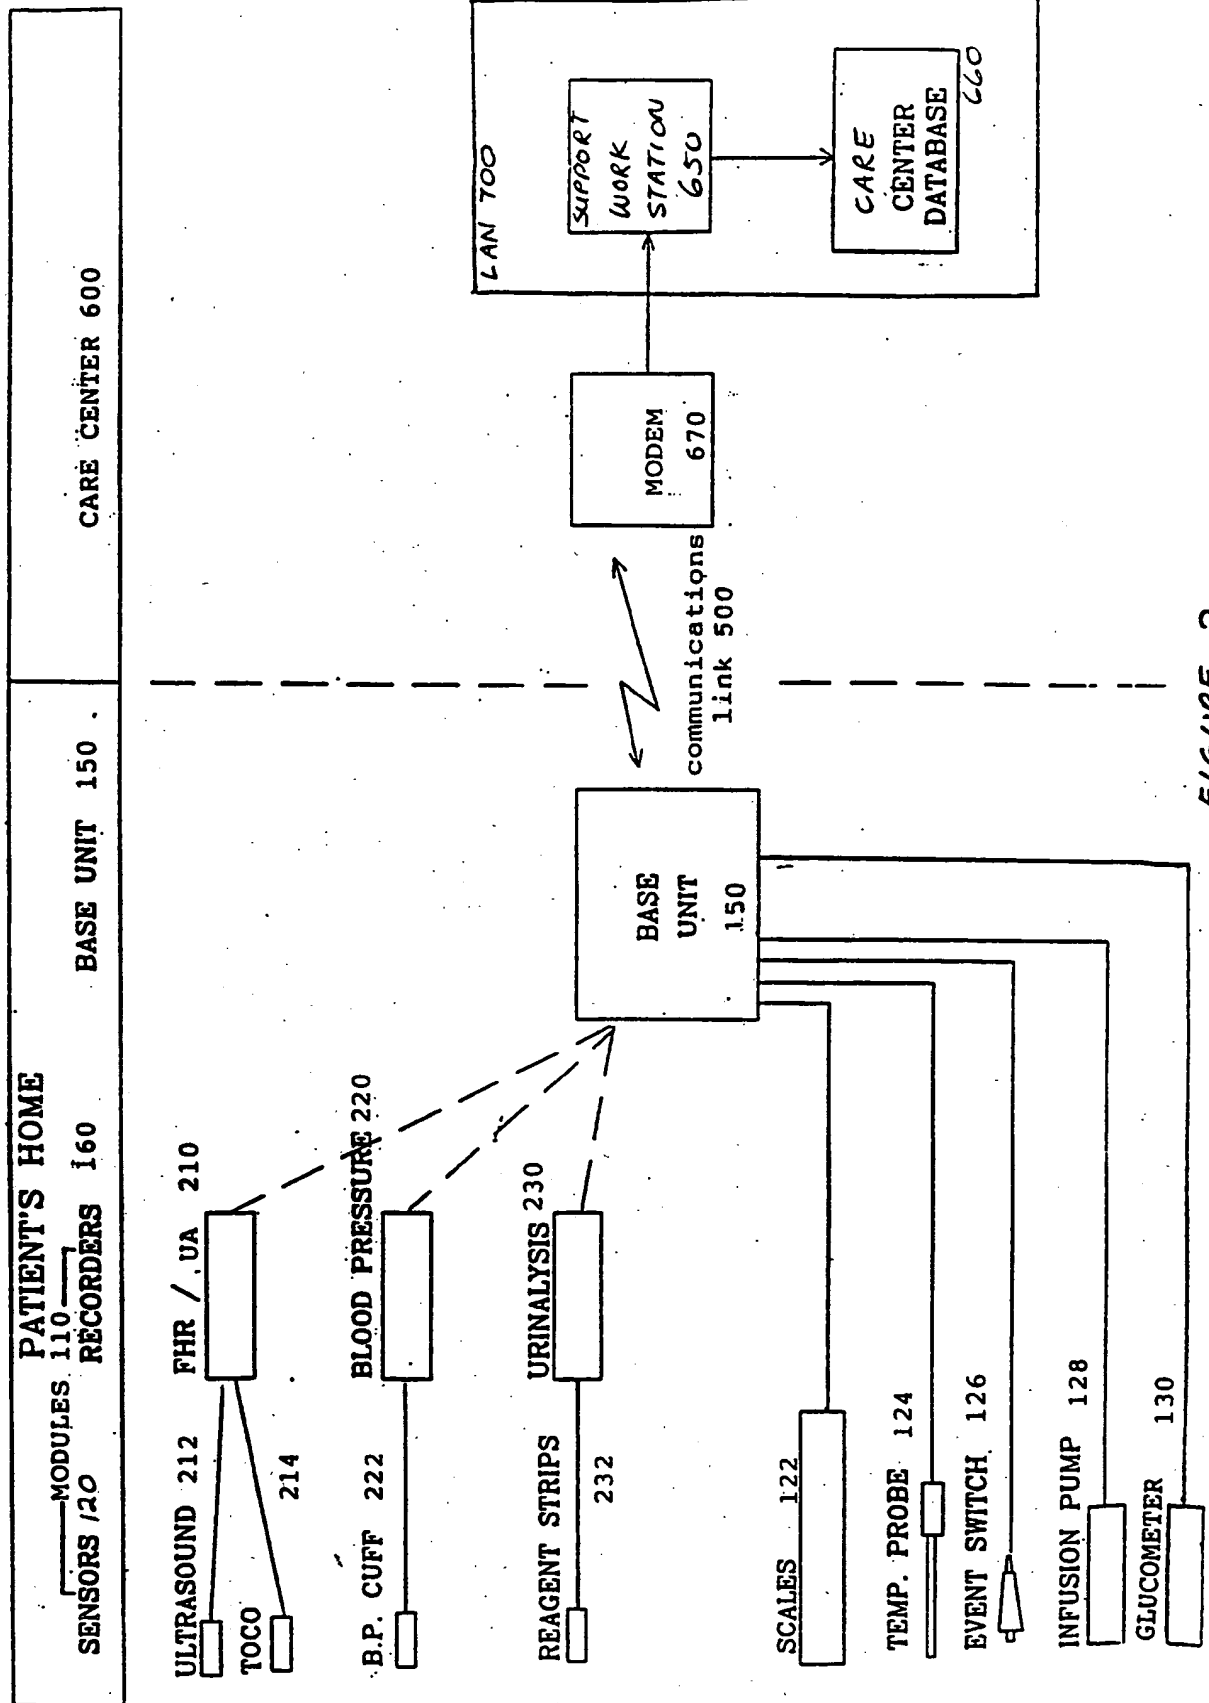 PATIENT'S HOME
MODULES 110
SENSORS 120 RECORDERS 160 BASE UNIT 150 CARE CENTER 600
ULTRASOUND 212 FHR / UA 210
TOCO 214
B.P. CUFF 222 BLOOD PRESSURE 220
REAGENT STRIPS 232 URINALYSIS 230
SCALES 122
TEMP. PROBE 124
EVENT SWITCH 126
INFUSION PUMP 128
GLUCOMETER 130
BASE
UNIT
150
communications
link 500
MODEM
670
LAN 700
SUPPORT
WORK
STATION
650
CARE
CENTER
DATABASE
660